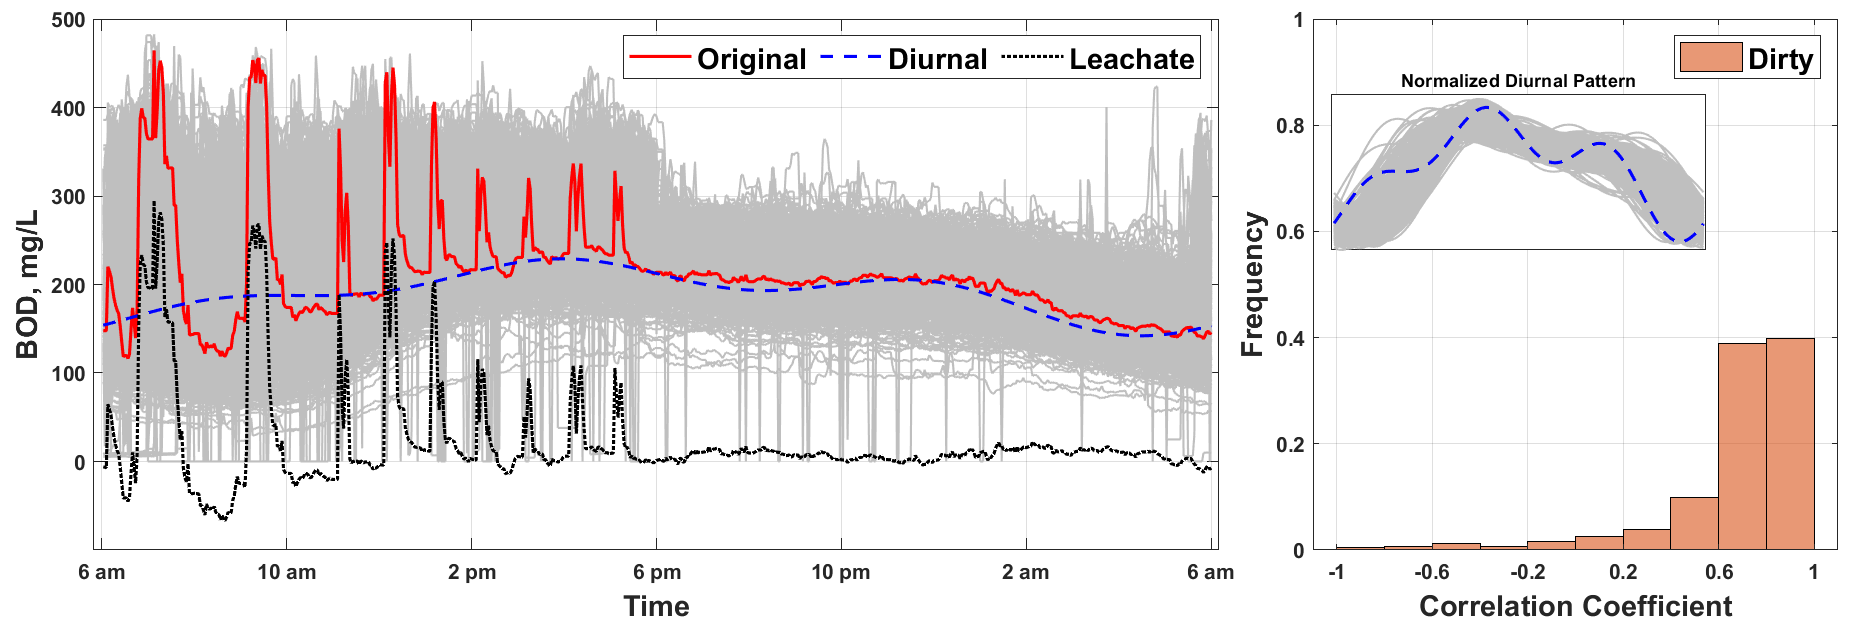 500
400
300
200
100
0
BOD, mg/L
Original Diurnal Leachate
6 am 10 am 2 pm 6 pm 10 pm 2 am 6 am
Time
1
0.8
0.6
0.4
0.2
0
Frequency
Dirty
Normalized Diurnal Pattern
-1 -0.6 -0.2 0.2 0.6 1
Correlation Coefficient